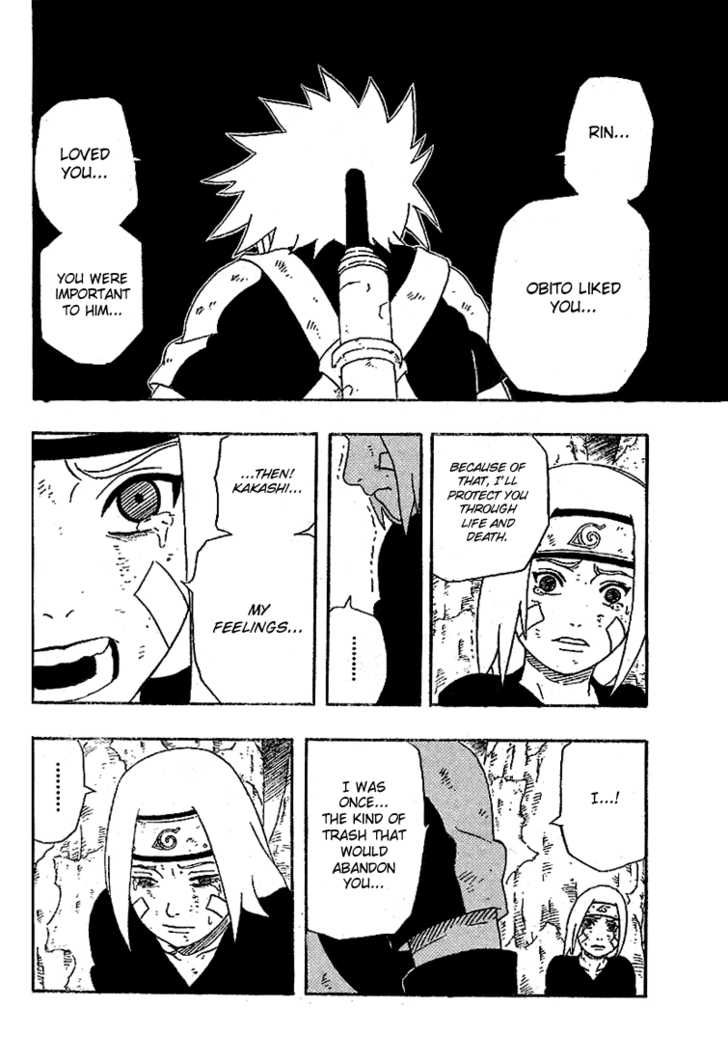 RIN...
OBITO LIKED
YOU...
LOVED
YOU...
YOU WERE
IMPORTANT
TO HIM...
BECAUSE OF
THAT, I'LL
PROTECT YOU
THROUGH
LIFE AND
DEATH.
.........
...THEN!
KAKASHI...
MY
FEELINGS...
I...!
I WAS
ONCE...
THE KIND OF
TRASH THAT
WOULD
ABANDON
YOU...
.........